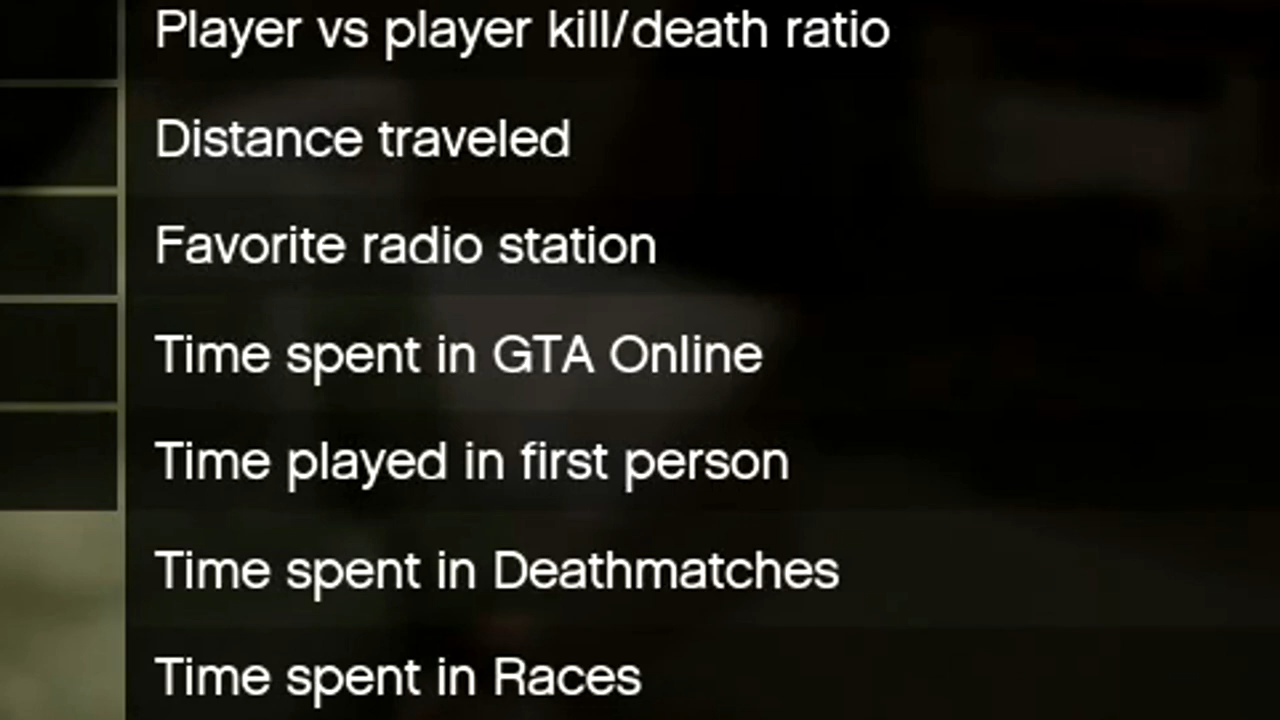 Player vs player kill/death ratio
Distance traveled
Favorite radio station
Time spent in GTA Online
Time played in first person
Time spent in Deathmatches
Time spent in Races